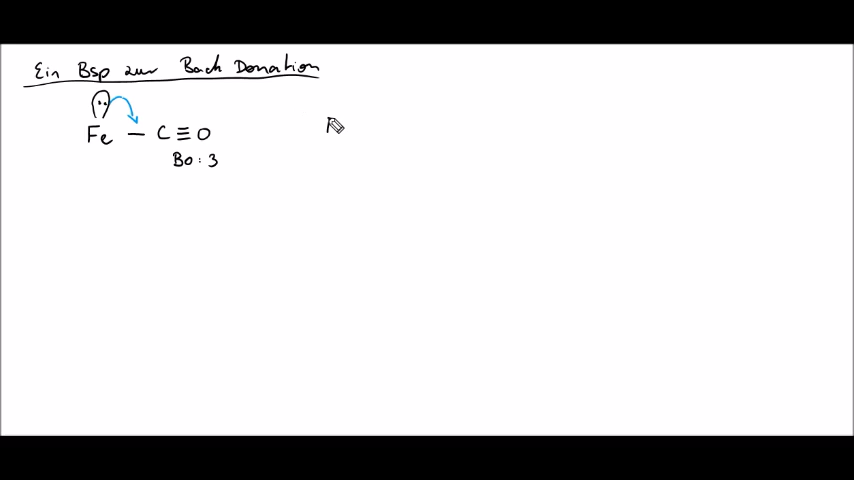 Ein Bsp zur Back Donation
Fe — C ≡ O
BO: 3